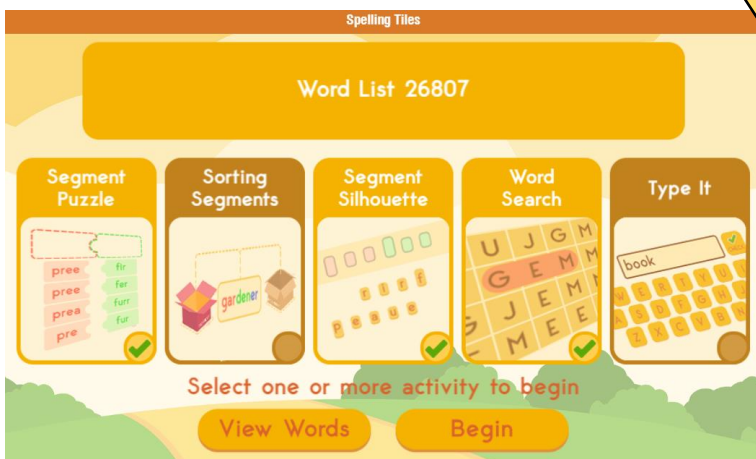 Spelling Tiles
Word List 26807
Segment
Puzzle
Sorting
Segments
Segment
Silhouette
Word
Search
Type It
pree
fir
pree
fer
prea
furr
pre
fur
gardener
r i r f
P e a u e
U J G M
G E M M
J E M
M E E
book
W E R T Y U
A S D F G H
Z X C V B N
Select one or more activity to begin
View Words
Begin